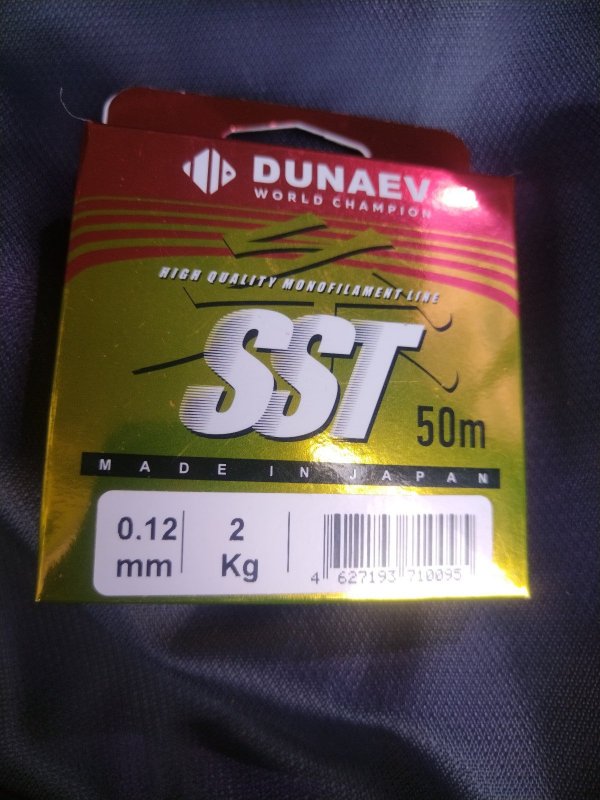 DUNAEV
WORLD CHAMPION
HIGH QUALITY MONOFILAMENT LINE
SST
50m
MADE IN JAPAN
0.12 mm
2 Kg
4 627193 710095